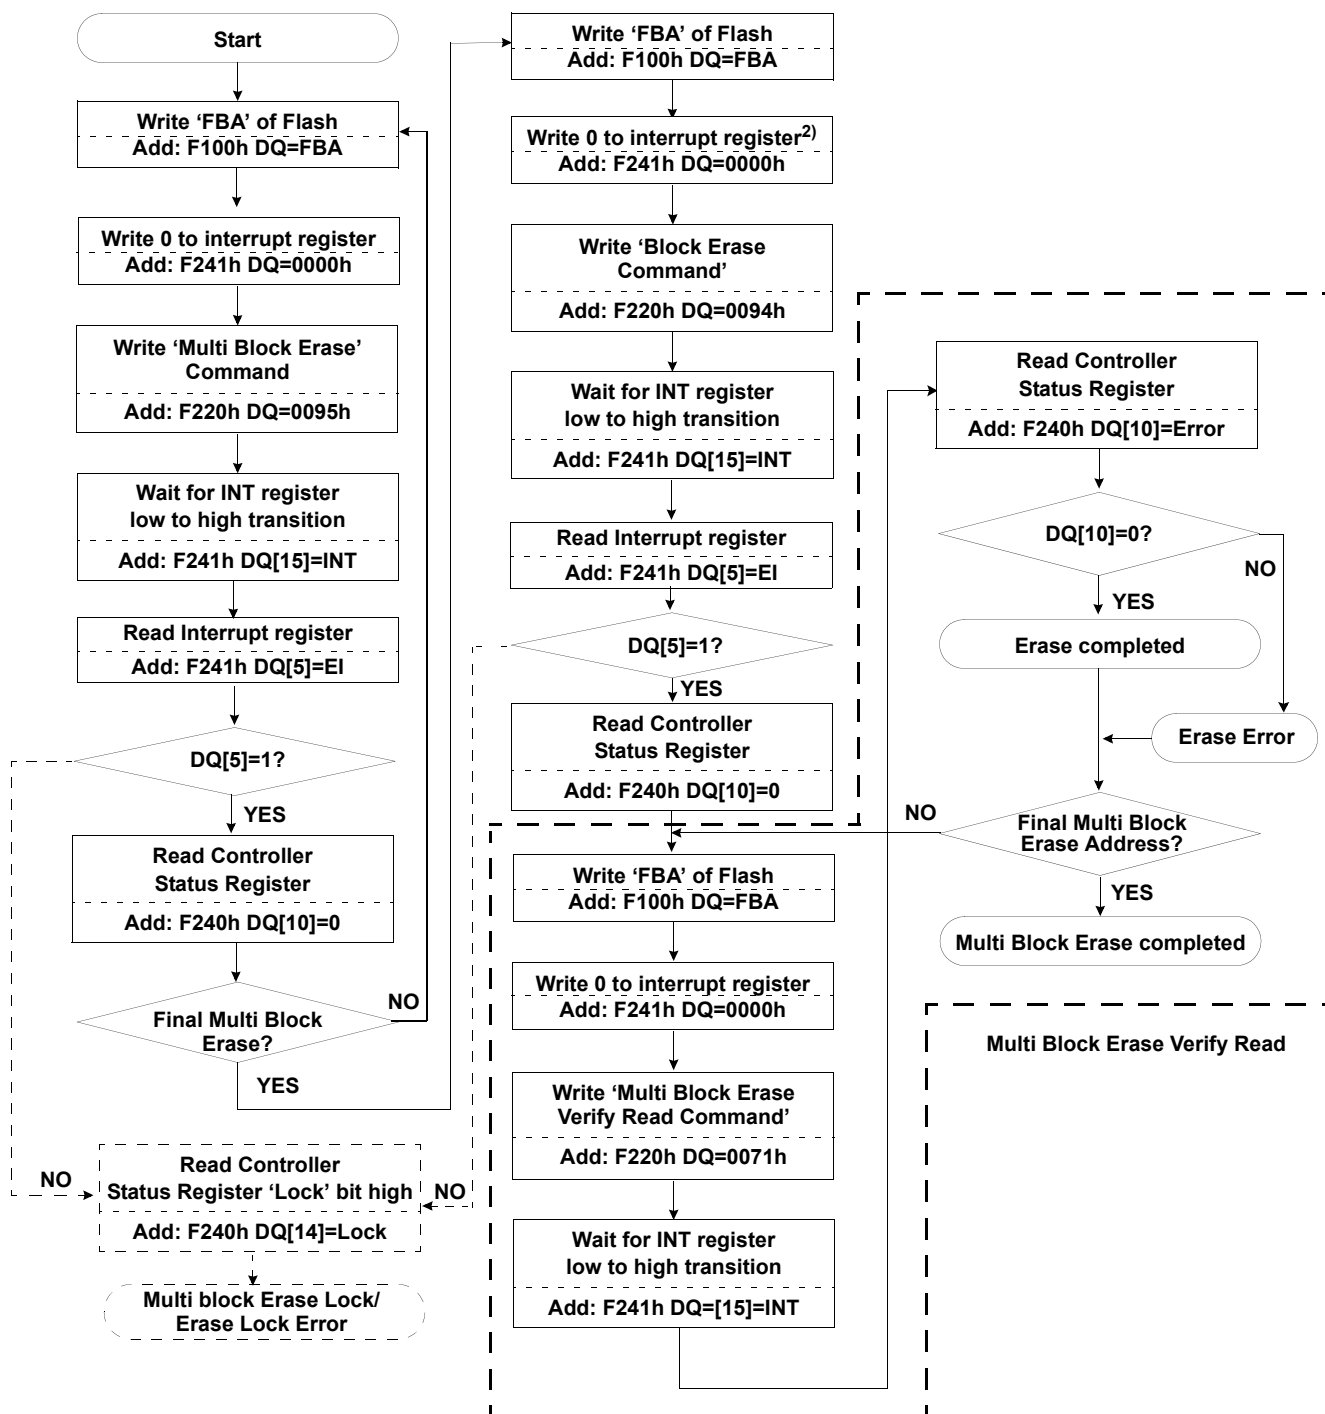 Start
Write ‘FBA’ of Flash
Add: F100h DQ=FBA
Write 0 to interrupt register
Add: F241h DQ=0000h
Write ‘Multi Block Erase’
Command
Add: F220h DQ=0095h
Wait for INT register
low to high transition
Add: F241h DQ[15]=INT
Read Interrupt register
Add: F241h DQ[5]=EI
DQ[5]=1?
YES
Read Controller
Status Register
Add: F240h DQ[10]=0
NO
Final Multi Block
Erase?
YES
NO
Read Controller
Status Register ‘Lock’ bit high
Add: F240h DQ[14]=Lock
Multi block Erase Lock/
Erase Lock Error
Write ‘FBA’ of Flash
Add: F100h DQ=FBA
Write 0 to interrupt register2)
Add: F241h DQ=0000h
Write ‘Block Erase
Command’
Add: F220h DQ=0094h
Wait for INT register
low to high transition
Add: F241h DQ[15]=INT
Read Interrupt register
Add: F241h DQ[5]=EI
DQ[5]=1?
YES
NO
Read Controller
Status Register
Add: F240h DQ[10]=0
Write ‘FBA’ of Flash
Add: F100h DQ=FBA
Write 0 to interrupt register
Add: F241h DQ=0000h
Write ‘Multi Block Erase
Verify Read Command’
Add: F220h DQ=0071h
Wait for INT register
low to high transition
Add: F241h DQ=[15]=INT
Read Controller
Status Register
Add: F240h DQ[10]=Error
DQ[10]=0?
NO
YES
Erase completed
Erase Error
NO
Final Multi Block
Erase Address?
YES
Multi Block Erase completed
Multi Block Erase Verify Read